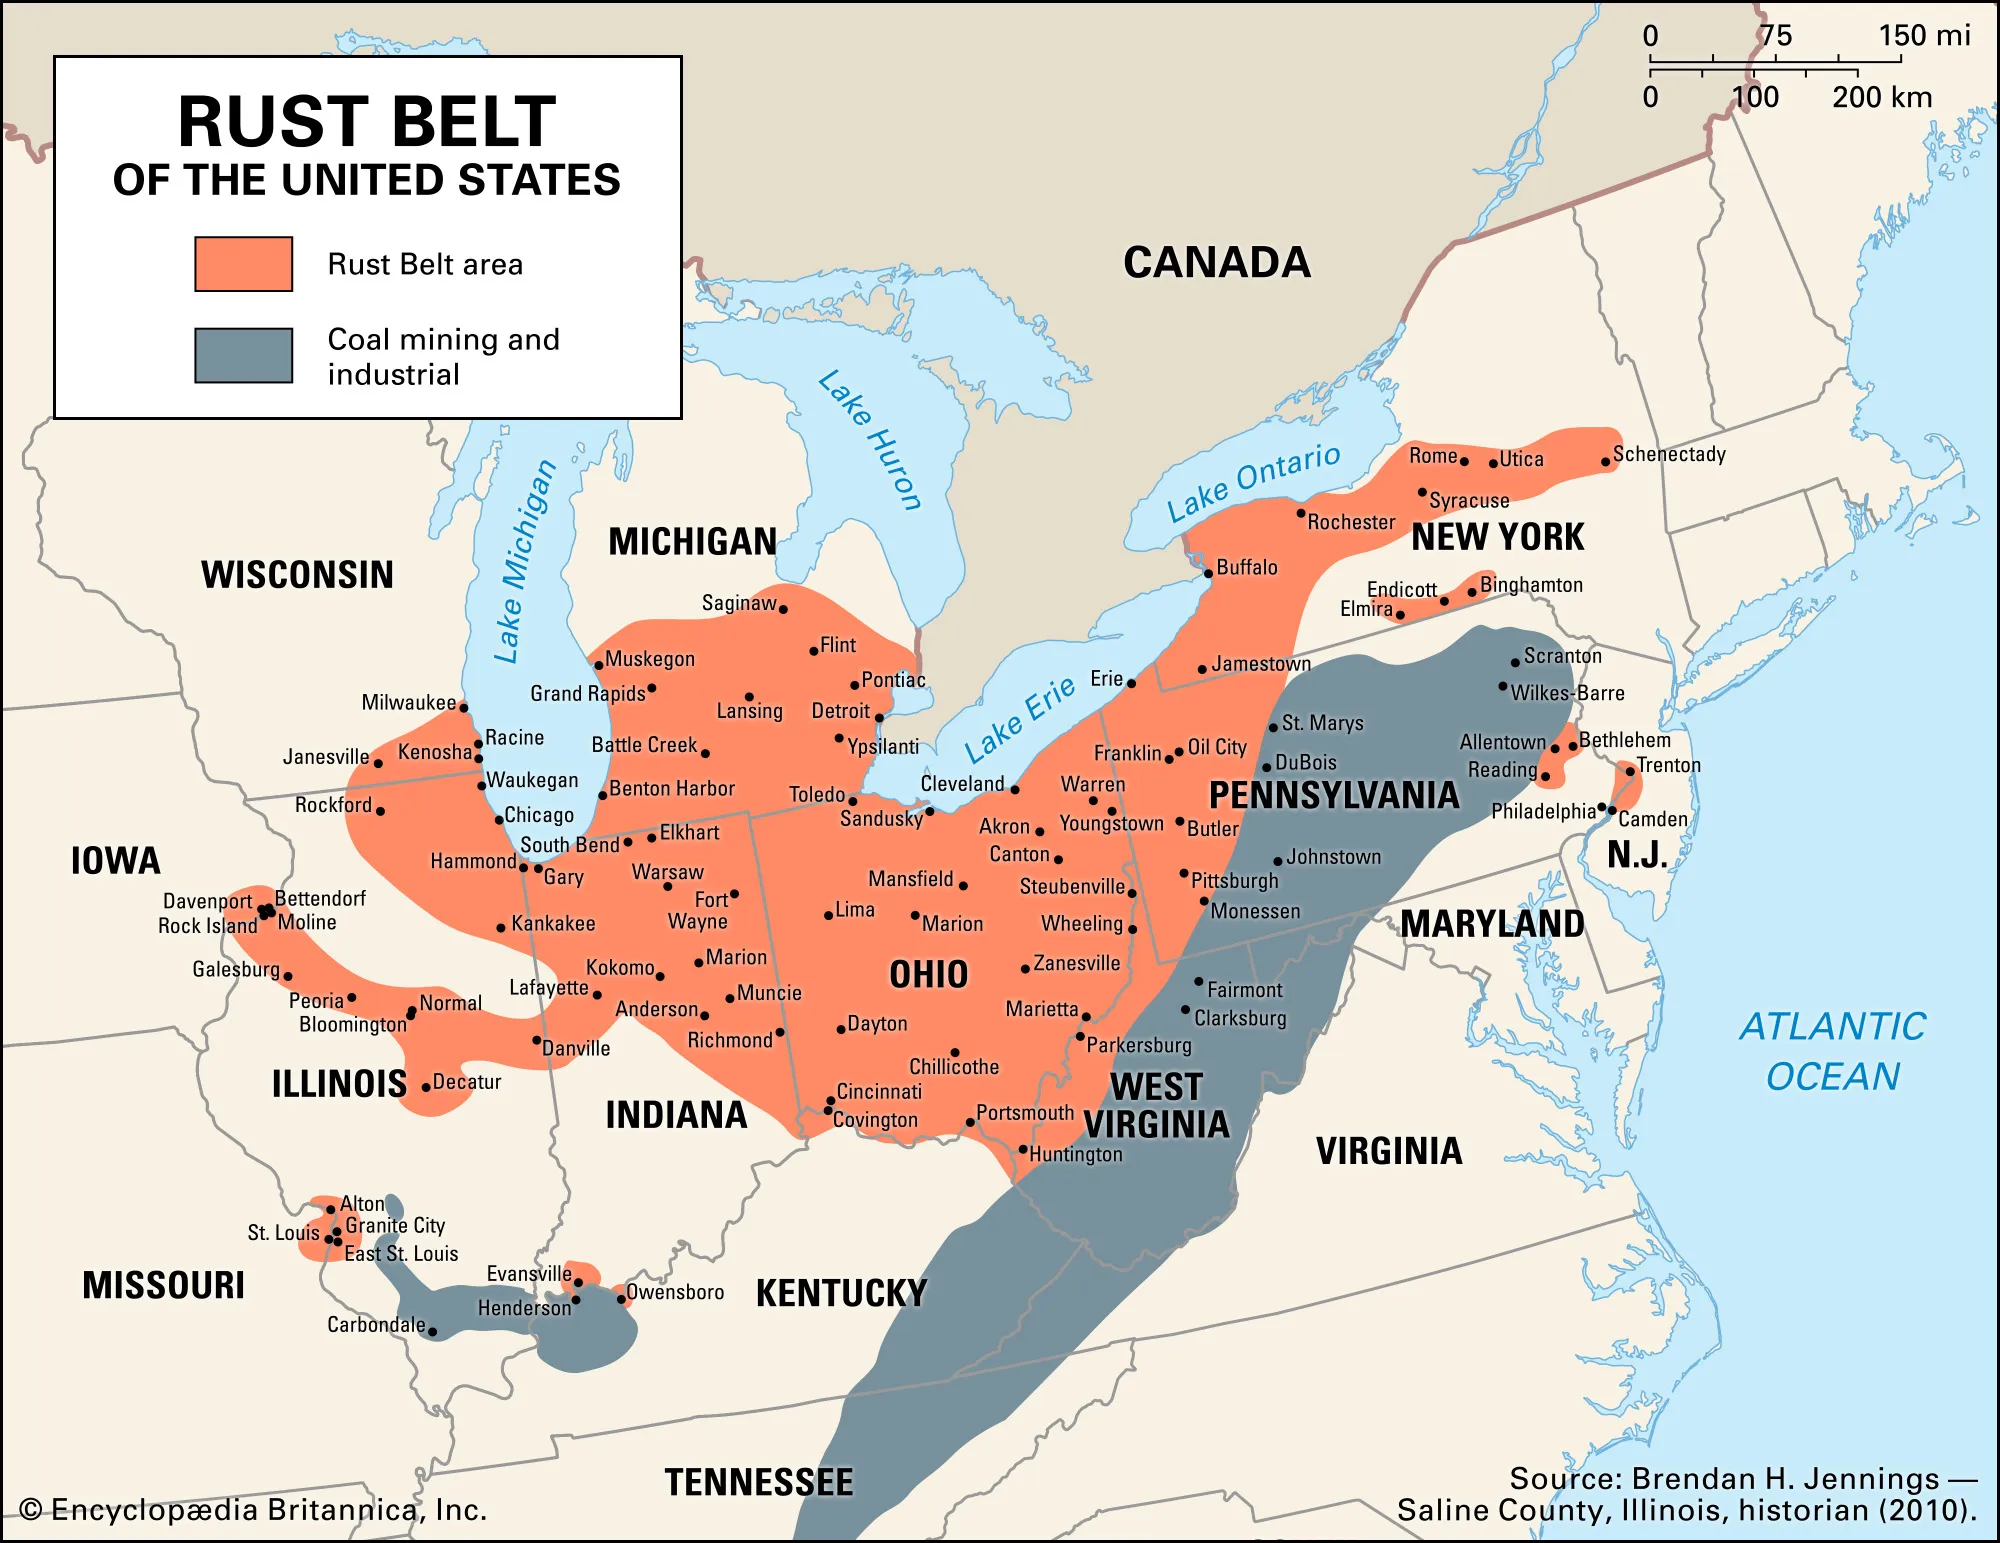 RUST BELT
OF THE UNITED STATES
Rust Belt area
Coal mining and
industrial
0 75 150 mi
0 100 200 km
CANADA
Lake Huron
Lake Michigan
Lake Ontario
Lake Erie
MICHIGAN
WISCONSIN
NEW YORK
Rome
Utica
Schenectady
Syracuse
Rochester
Buffalo
Endicott
Binghamton
Elmira
Jamestown
Erie
Saginaw
Flint
Muskegon
Grand Rapids
Pontiac
Lansing
Detroit
Ypsilanti
Battle Creek
Benton Harbor
Milwaukee
Racine
Kenosha
Janesville
Waukegan
Rockford
Chicago
Toledo
Sandusky
Cleveland
Warren
Youngstown
Akron
Canton
Franklin
Oil City
Butler
St. Marys
DuBois
PENNSYLVANIA
Scranton
Wilkes-Barre
Allentown
Bethlehem
Reading
Trenton
Philadelphia
Camden
N.J.
IOWA
South Bend
Elkhart
Hammond
Gary
Warsaw
Fort
Wayne
Mansfield
Steubenville
Johnstown
Pittsburgh
Monessen
Davenport
Bettendorf
Rock Island
Moline
Kankakee
Lima
Marion
Wheeling
MARYLAND
Galesburg
Kokomo
Marion
OHIO
Zanesville
Peoria
Normal
Bloomington
Lafayette
Muncie
Anderson
Marietta
Fairmont
Clarksburg
Richmond
Dayton
Parkersburg
Danville
Chillicothe
ATLANTIC
OCEAN
ILLINOIS
Decatur
INDIANA
Cincinnati
Covington
Portsmouth
Huntington
WEST
VIRGINIA
VIRGINIA
Alton
Granite City
St. Louis
East St. Louis
MISSOURI
Evansville
Henderson
Owensboro
KENTUCKY
Carbondale
TENNESSEE
© Encyclopædia Britannica, Inc.
Source: Brendan H. Jennings —
Saline County, Illinois, historian (2010).